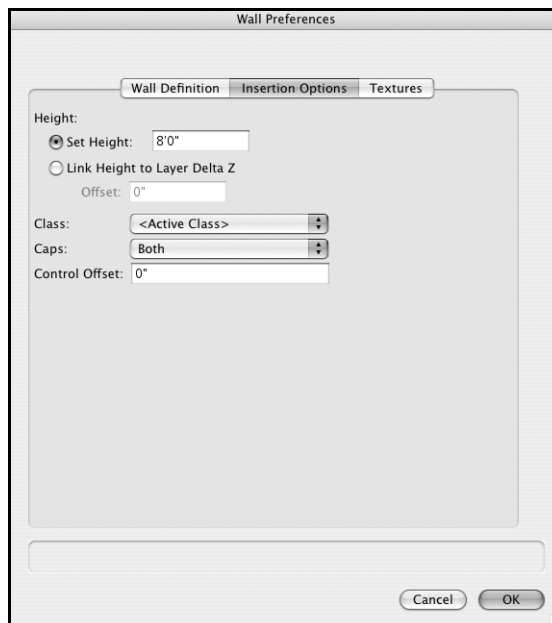 Wall Preferences
Wall Definition Insertion Options Textures
Height:
Set Height: 8'0"
Link Height to Layer Delta Z
Offset: 0"
Class: <Active Class>
Caps: Both
Control Offset: 0"
Cancel OK